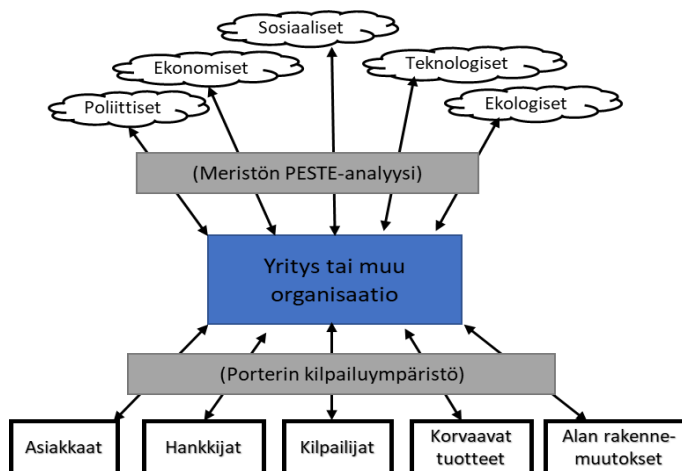 Sosiaaliset
Ekonomiset
Teknologiset
Poliittiset
Ekologiset
(Meristön PESTE-analyysi)
Yritys tai muu
organisaatio
(Porterin kilpailuympäristö)
Asiakkaat
Hankkijat
Kilpailijat
Korvaavat
tuotteet
Alan rakenne-
muutokset